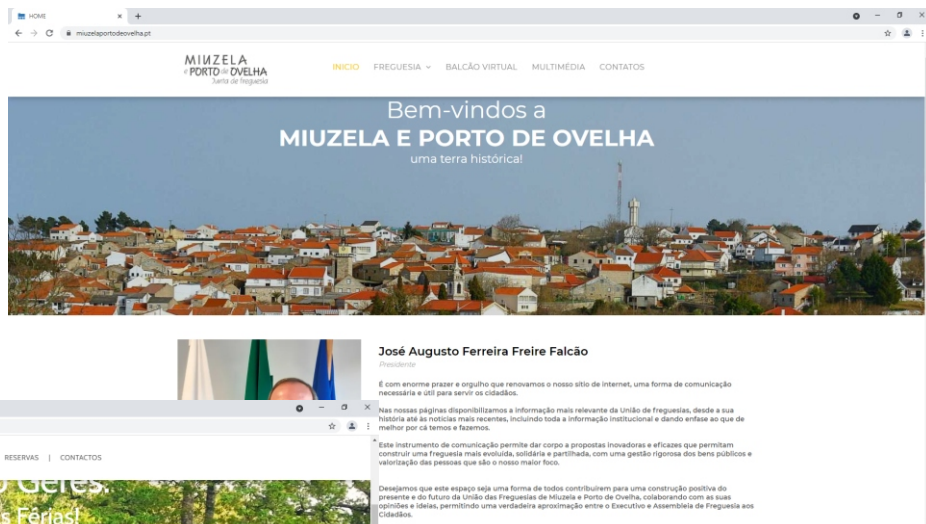 HOME
miuzelaportodeovelha.pt
MIUZELA
e PORTO de OVELHA
Junta de freguesia
INICIO FREGUESIA BALCÃO VIRTUAL MULTIMÉDIA CONTATOS
Bem-vindos a
MIUZELA E PORTO DE OVELHA
uma terra histórica!
José Augusto Ferreira Freire Falcão
Presidente
É com enorme prazer e orgulho que renovamos o nosso sítio de internet, uma forma de comunicação
necessária e útil para servir os cidadãos.
Nas nossas páginas disponibilizamos a informação mais relevante da União de freguesias, desde a sua
história até às notícias mais recentes, incluindo toda a informação institucional e dando enfase ao que de
melhor por cá temos e fazemos.
Este instrumento de comunicação permite dar corpo a propostas inovadoras e eficazes que permitam
construir uma freguesia mais evoluída, solidária e partilhada, com uma gestão rigorosa dos bens públicos e
valorização das pessoas que são o nosso maior foco.
Desejamos que este espaço seja uma forma de todos contribuirem para uma construção positiva do
presente e do futuro da União das Freguesias de Miuzela e Porto de Ovelha, colaborando com as suas
opiniões e ideias, permitindo uma verdadeira aproximação entre o Executivo e Assembleia de Freguesia aos
Cidadãos.
RESERVAS | CONTACTOS
o Gerês.
s Férias!